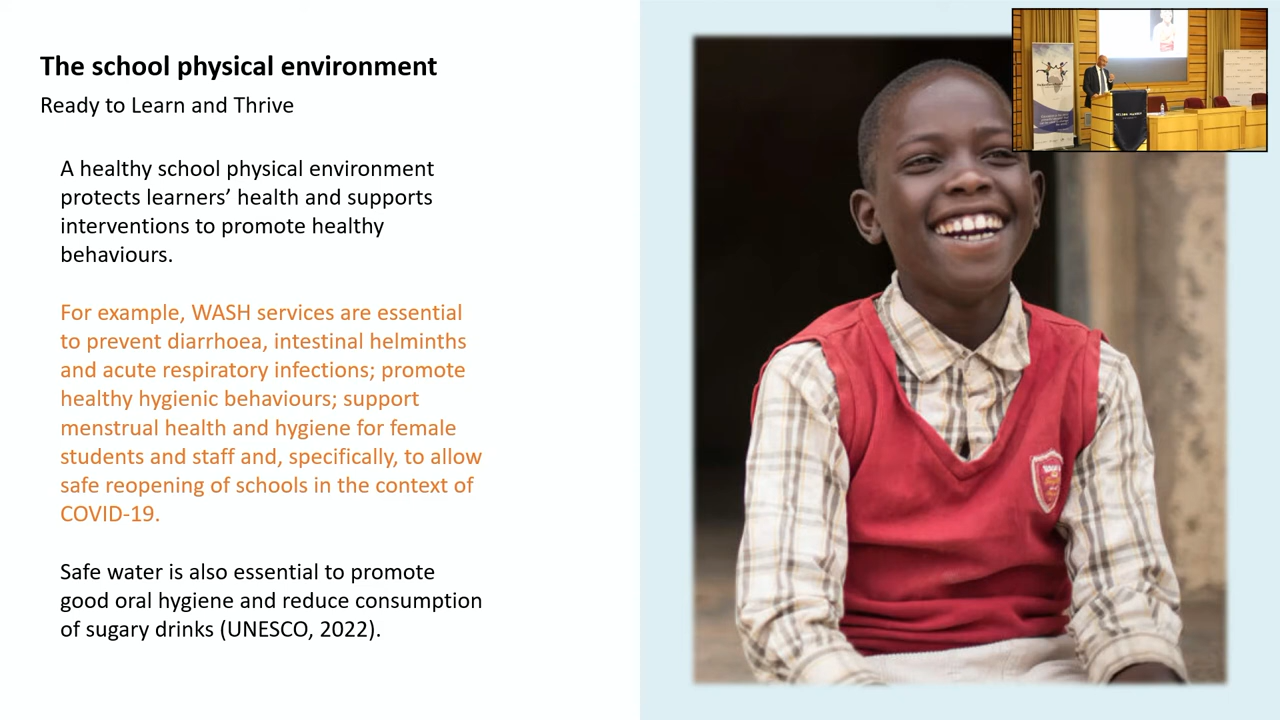 The school physical environment
Ready to Learn and Thrive
A healthy school physical environment
protects learners’ health and supports
interventions to promote healthy
behaviours.
For example, WASH services are essential
to prevent diarrhoea, intestinal helminths
and acute respiratory infections; promote
healthy hygienic behaviours; support
menstrual health and hygiene for female
students and staff and, specifically, to allow
safe reopening of schools in the context of
COVID-19.
Safe water is also essential to promote
good oral hygiene and reduce consumption
of sugary drinks (UNESCO, 2022).